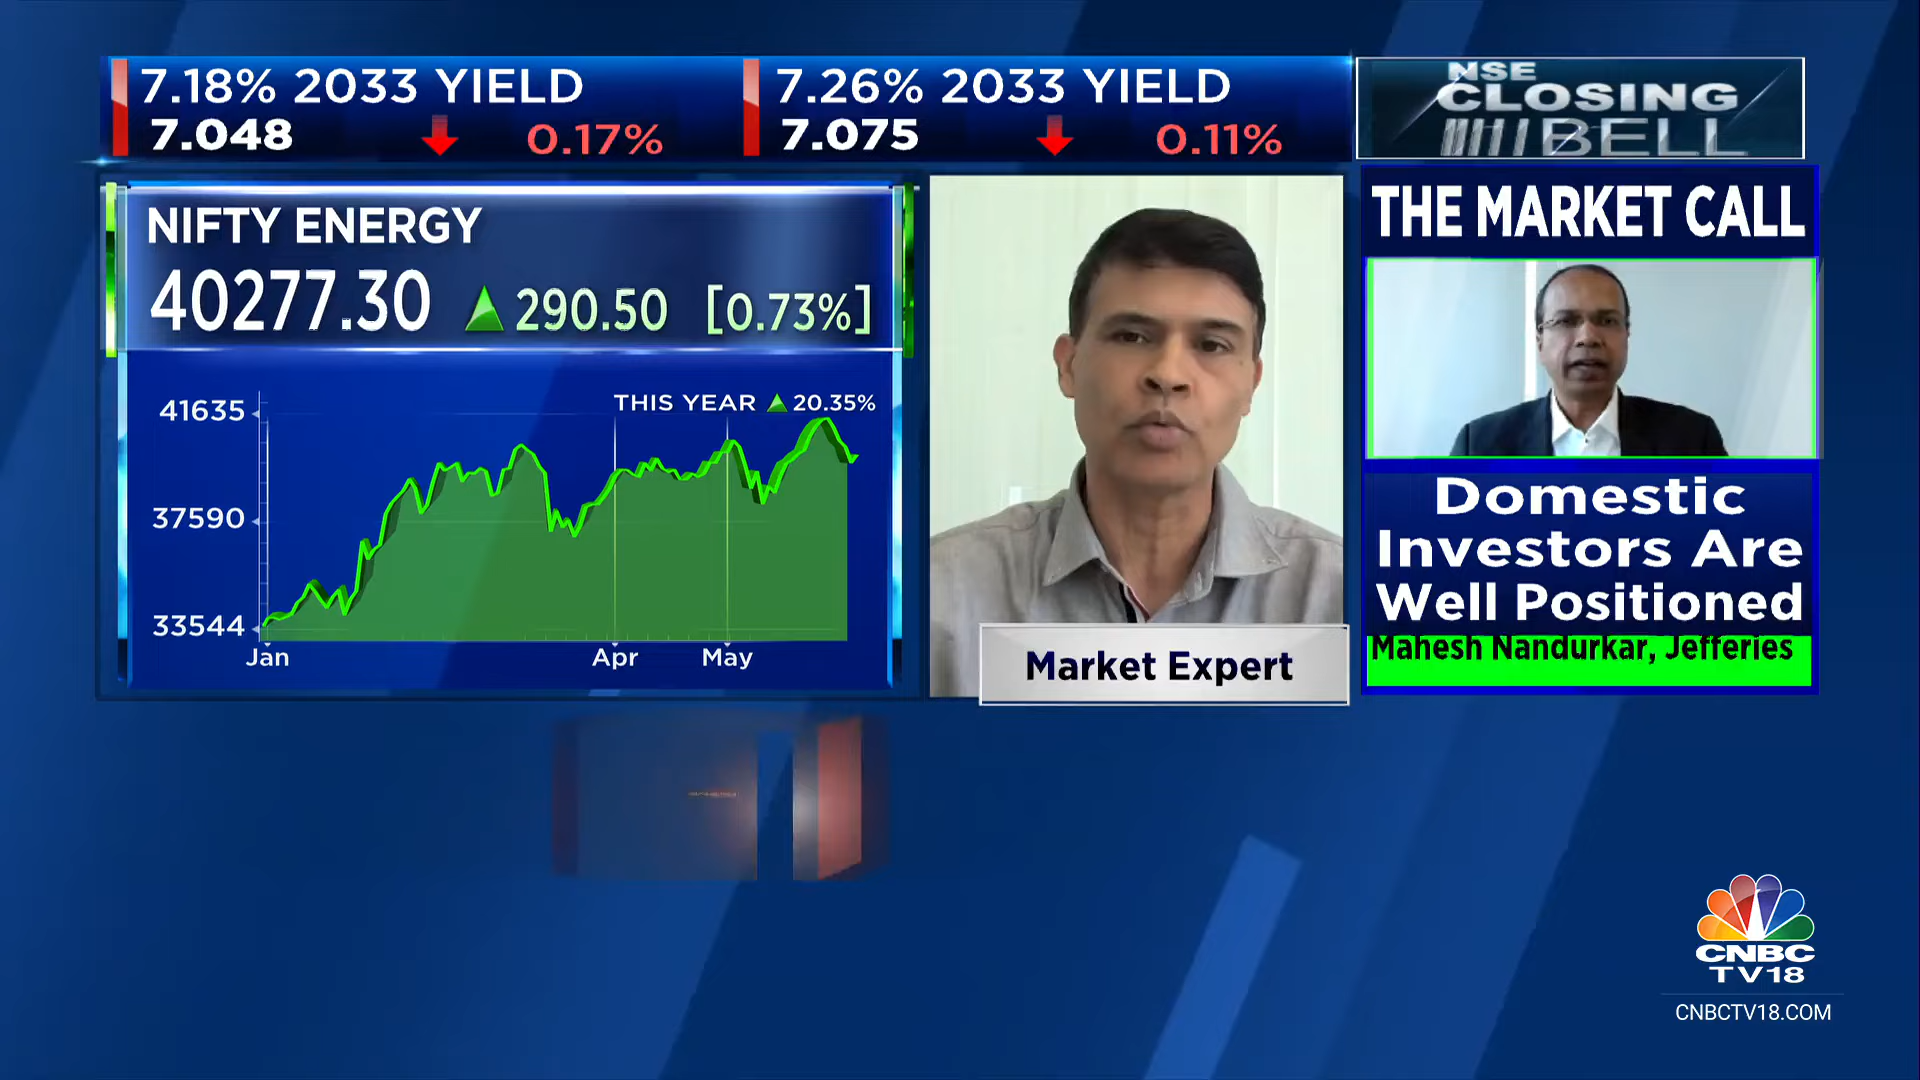 7.18% 2033 YIELD
7.048 0.17%
7.26% 2033 YIELD
7.075 0.11%
NSE
CLOSING
BELL
NIFTY ENERGY
40277.30 290.50 [0.73%]
THIS YEAR 20.35%
41635
37590
33544
Jan Apr May
Market Expert
THE MARKET CALL
Domestic
Investors Are
Well Positioned
Mahesh Nandurkar, Jefferies
CNBC
TV18
CNBCTV18.COM